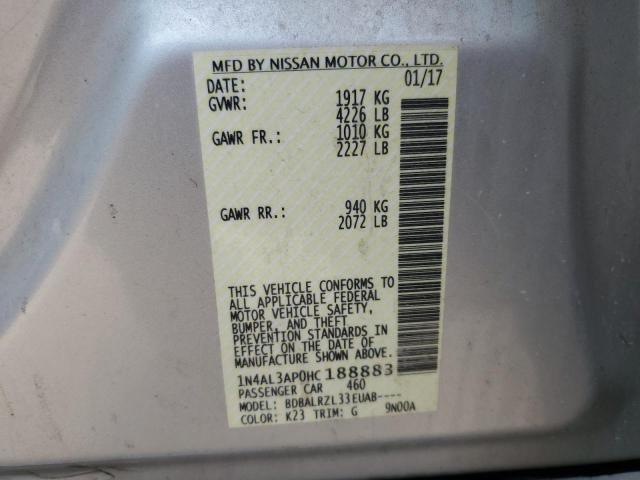 MFD BY NISSAN MOTOR CO., LTD.
DATE: 01/17
GVWR: 1917 KG
4226 LB
GAWR FR.: 1010 KG
2227 LB
GAWR RR.: 940 KG
2072 LB
THIS VEHICLE CONFORMS TO
ALL APPLICABLE FEDERAL
MOTOR VEHICLE SAFETY,
BUMPER, AND THEFT
PREVENTION STANDARDS IN
EFFECT ON THE DATE OF
MANUFACTURE SHOWN ABOVE.
1N4AL3AP0HC188883
PASSENGER CAR 460
MODEL: BDBALRZL33EUAB----
COLOR: K23 TRIM: G 9N00A